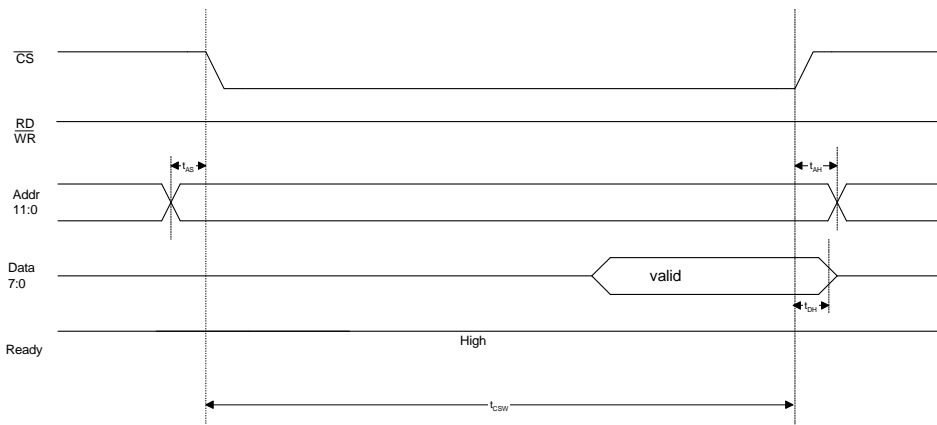 CS
RD
WR
tAS
tAH
Addr
11:0
Data
7:0
valid
tDH
High
Ready
tCSW